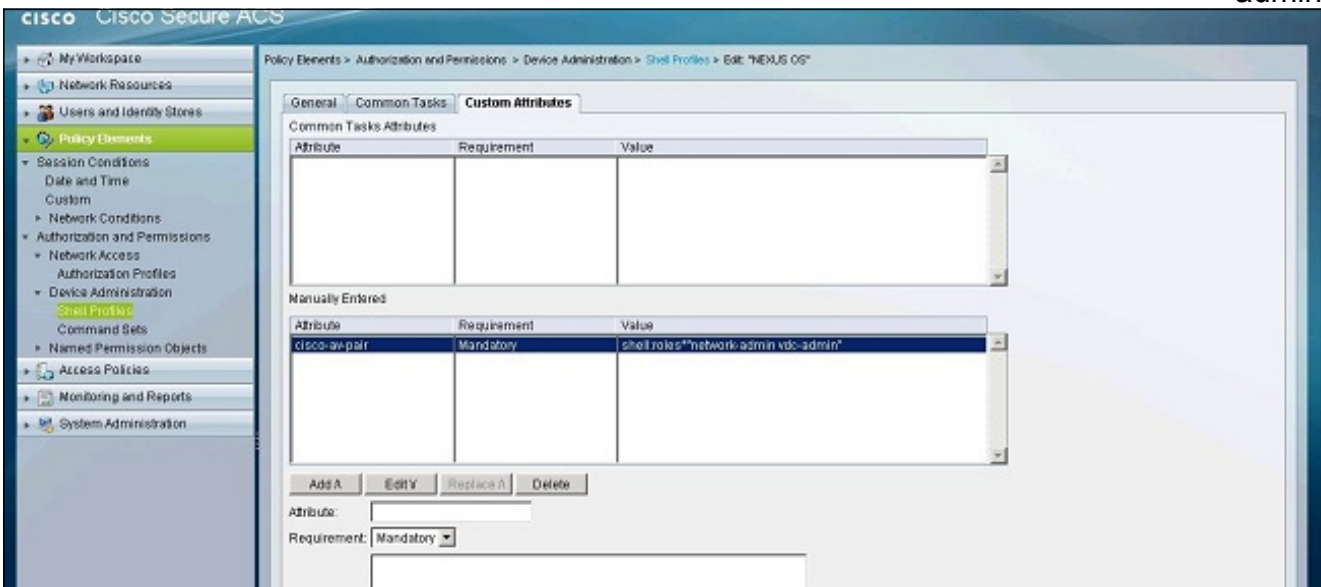 admin
CISCO Cisco Secure ACS
My Workspace
Network Resources
Users and Identity Stores
Policy Elements
Session Conditions
Date and Time
Custom
Network Conditions
Authorization and Permissions
Network Access
Authorization Profiles
Device Administration
Shell Profiles
Command Sets
Named Permission Objects
Access Policies
Monitoring and Reports
System Administration
Policy Elements > Authorization and Permissions > Device Administration > Shell Profiles > Edit: "NEXUS OS"
General Common Tasks Custom Attributes
Common Tasks Attributes
Attribute Requirement Value
Manually Entered
Attribute Requirement Value
cisco-av-pair Mandatory shell:roles*"network-admin vdc-admin"
Add Λ Edit V Replace Λ Delete
Attribute:
Requirement: Mandatory